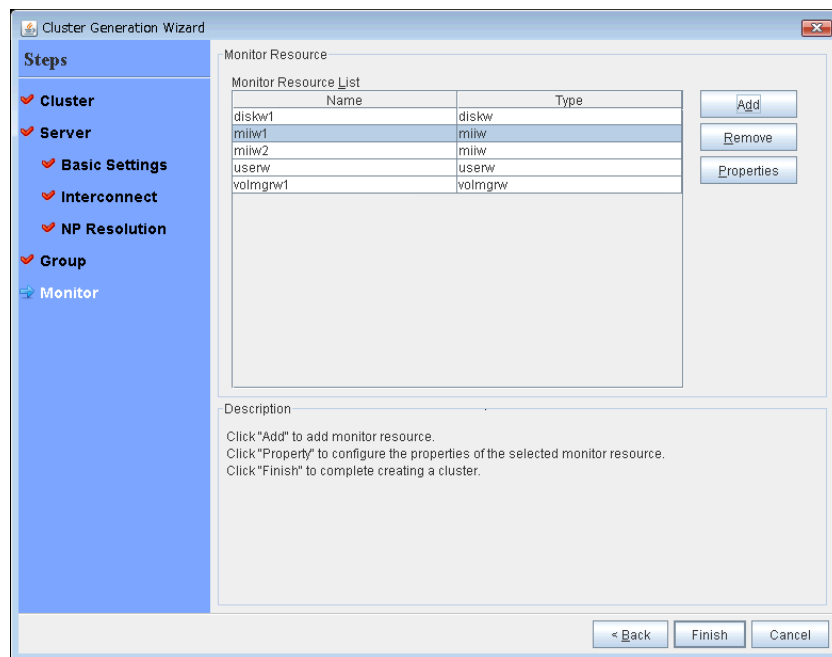 Cluster Generation Wizard
Steps
Cluster
Server
Basic Settings
Interconnect
NP Resolution
Group
Monitor
Monitor Resource
Monitor Resource List
Name Type
diskw1 diskw
miiw1 miiw
miiw2 miiw
userw userw
volmgrw1 volmgrw
Add
Remove
Properties
Description
Click "Add" to add monitor resource.
Click "Property" to configure the properties of the selected monitor resource.
Click "Finish" to complete creating a cluster.
< Back Finish Cancel